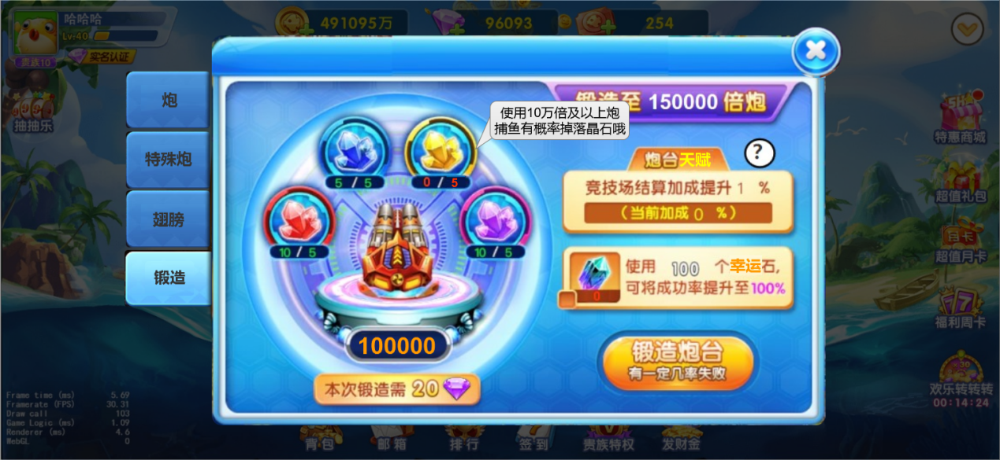 哈哈哈
Lv.40
贵族10
实名认证
491095万
96093
254
抽抽乐
炮
特殊炮
翅膀
锻造
锻造至 150000 倍炮
使用10万倍及以上炮
捕鱼有概率掉落晶石哦
5 / 5
0 / 5
10 / 5
10 / 5
100000
本次锻造需 20
炮台天赋
?
竞技场结算加成提升 1 %
(当前加成 0 %)
使用 100 个幸运石,
可将成功率提升至100%
0
锻造炮台
有一定几率失败
特惠商城
超值礼包
月卡
超值月卡
福利周卡
欢乐转转转
00:14:24
Frame time (ms) 5.69
Framerate (FPS) 30.31
Draw call 103
Game Logic (ms) 1.09
Renderer (ms) 4.6
WebGL 0
背包
邮箱
排行
签到
贵族特权
发财金